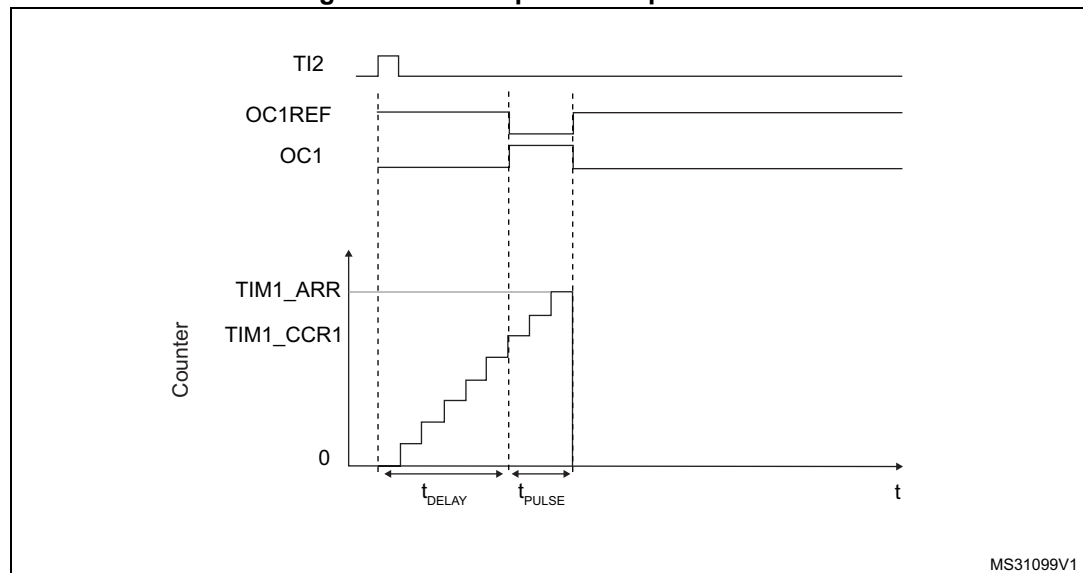 TI2
OC1REF
OC1
TIM1_ARR
TIM1_CCR1
Counter
0
tDELAY
tPULSE
t
MS31099V1